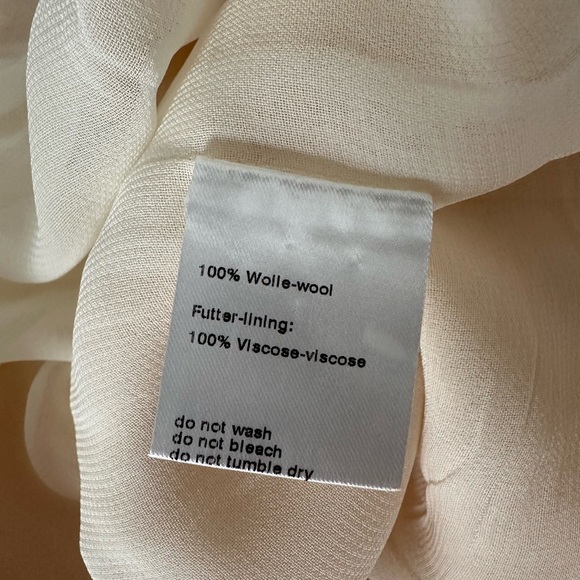 100% Wolle-wool
Futter-lining:
100% Viscose-viscose
do not wash
do not bleach
do not tumble dry